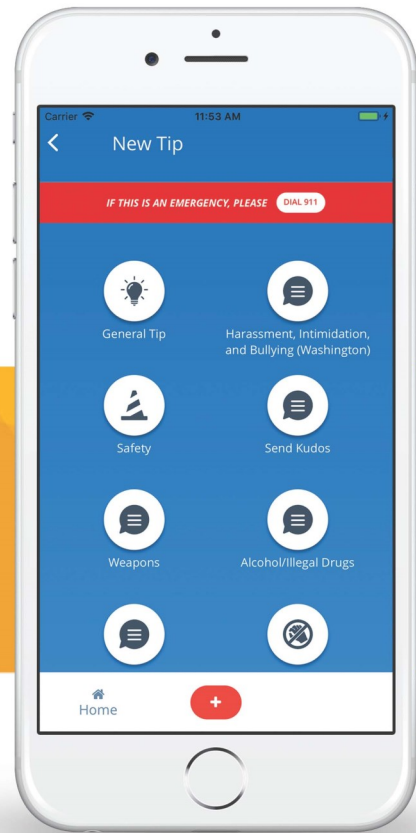 Carrier 11:53 AM
New Tip
IF THIS IS AN EMERGENCY, PLEASE DIAL 911
General Tip
Harassment, Intimidation,
and Bullying (Washington)
Safety
Send Kudos
Weapons
Alcohol/Illegal Drugs
Home